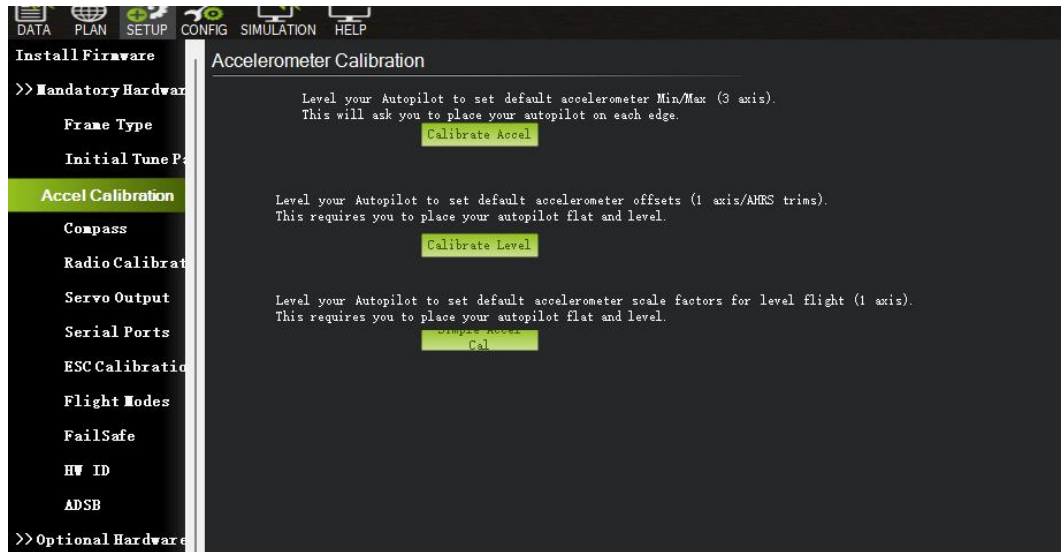 DATA PLAN SETUP CONFIG SIMULATION HELP
Install Firmware
>> Mandatory Hardwar
Frame Type
Initial Tune Pa
Accel Calibration
Compass
Radio Calibrat
Servo Output
Serial Ports
ESC Calibratio
Flight Modes
FailSafe
HW ID
ADSB
>> Optional Hardware
Accelerometer Calibration
Level your Autopilot to set default accelerometer Min/Max (3 axis).
This will ask you to place your autopilot on each edge.
Calibrate Accel
Level your Autopilot to set default accelerometer offsets (1 axis/AHRS trims).
This requires you to place your autopilot flat and level.
Calibrate Level
Level your Autopilot to set default accelerometer scale factors for level flight (1 axis).
This requires you to place your autopilot flat and level.
Simple Accel
Cal